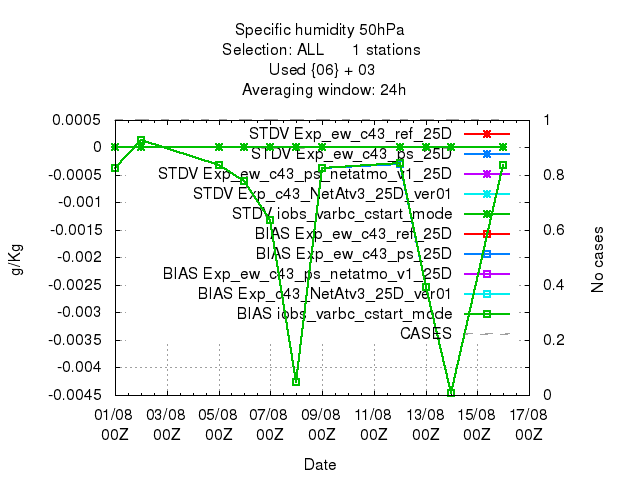 Specific humidity 50hPa
Selection: ALL 1 stations
Used {06} + 03
Averaging window: 24h
0.0005
0
-0.0005
-0.001
-0.0015
-0.002
-0.0025
-0.003
-0.0035
-0.004
-0.0045
g/Kg
STDV Exp_ew_c43_ref_25D
STDV Exp_ew_c43_ps_25D
STDV Exp_ew_c43_ps_netatmo_v1_25D
STDV Exp_c43_NetAtv3_25D_ver01
STDV iobs_varbc_cstart_mode
BIAS Exp_ew_c43_ref_25D
BIAS Exp_ew_c43_ps_25D
BIAS Exp_ew_c43_ps_netatmo_v1_25D
BIAS Exp_c43_NetAtv3_25D_ver01
BIAS iobs_varbc_cstart_mode
CASES
1
0.8
0.6
0.4
0.2
0
No cases
01/08 03/08 05/08 07/08 09/08 11/08 13/08 15/08 17/08
00Z 00Z 00Z 00Z 00Z 00Z 00Z 00Z 00Z
Date